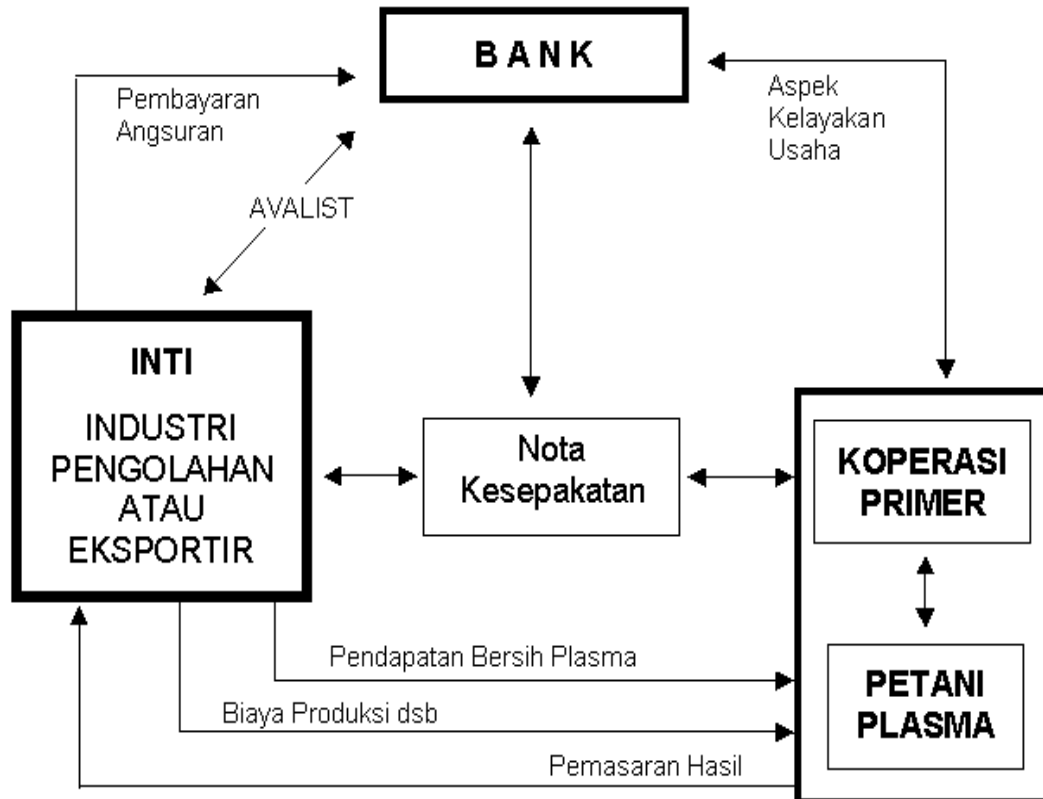 B A N K
Pembayaran
Angsuran
Aspek
Kelayakan
Usaha
AVALIST
INTI
INDUSTRI
PENGOLAHAN
ATAU
EKSPORTIR
Nota
Kesepakatan
KOPERASI
PRIMER
PETANI
PLASMA
Pendapatan Bersih Plasma
Biaya Produksi dsb
Pemasaran Hasil